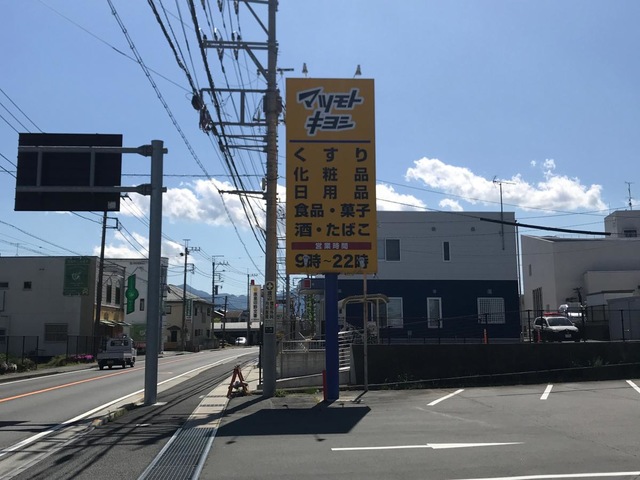 マツモト
キヨシ
くすり
化粧品
日用品
食品・菓子
酒・たばこ
営業時間
9時~22時